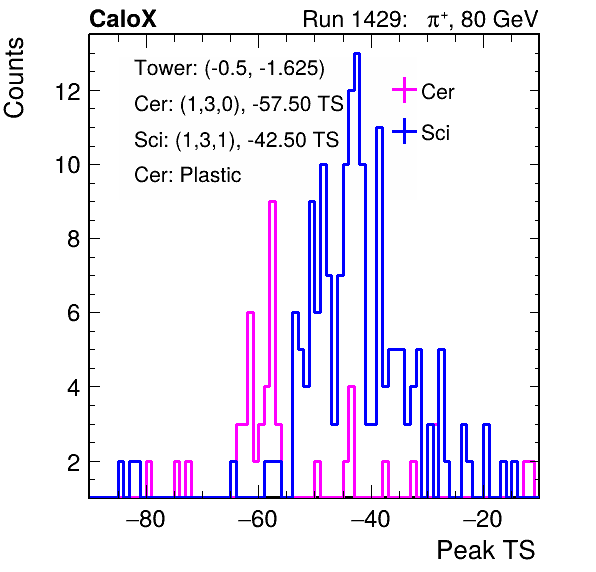 CaloX Run 1429: π⁺, 80 GeV
Counts
Tower: (-0.5, -1.625)
Cer: (1,3,0), -57.50 TS
Sci: (1,3,1), -42.50 TS
Cer: Plastic
Cer
Sci
12
10
8
6
4
2
−80 −60 −40 −20
Peak TS